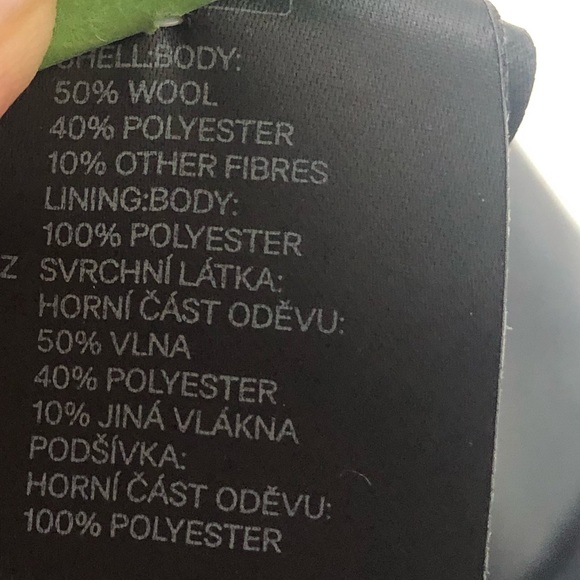 SHELL:BODY:
50% WOOL
40% POLYESTER
10% OTHER FIBRES
LINING:BODY:
100% POLYESTER
Z SVRCHNÍ LÁTKA:
HORNÍ ČÁST ODĚVU:
50% VLNA
40% POLYESTER
10% JINÁ VLÁKNA
PODŠÍVKA:
HORNÍ ČÁST ODĚVU:
100% POLYESTER